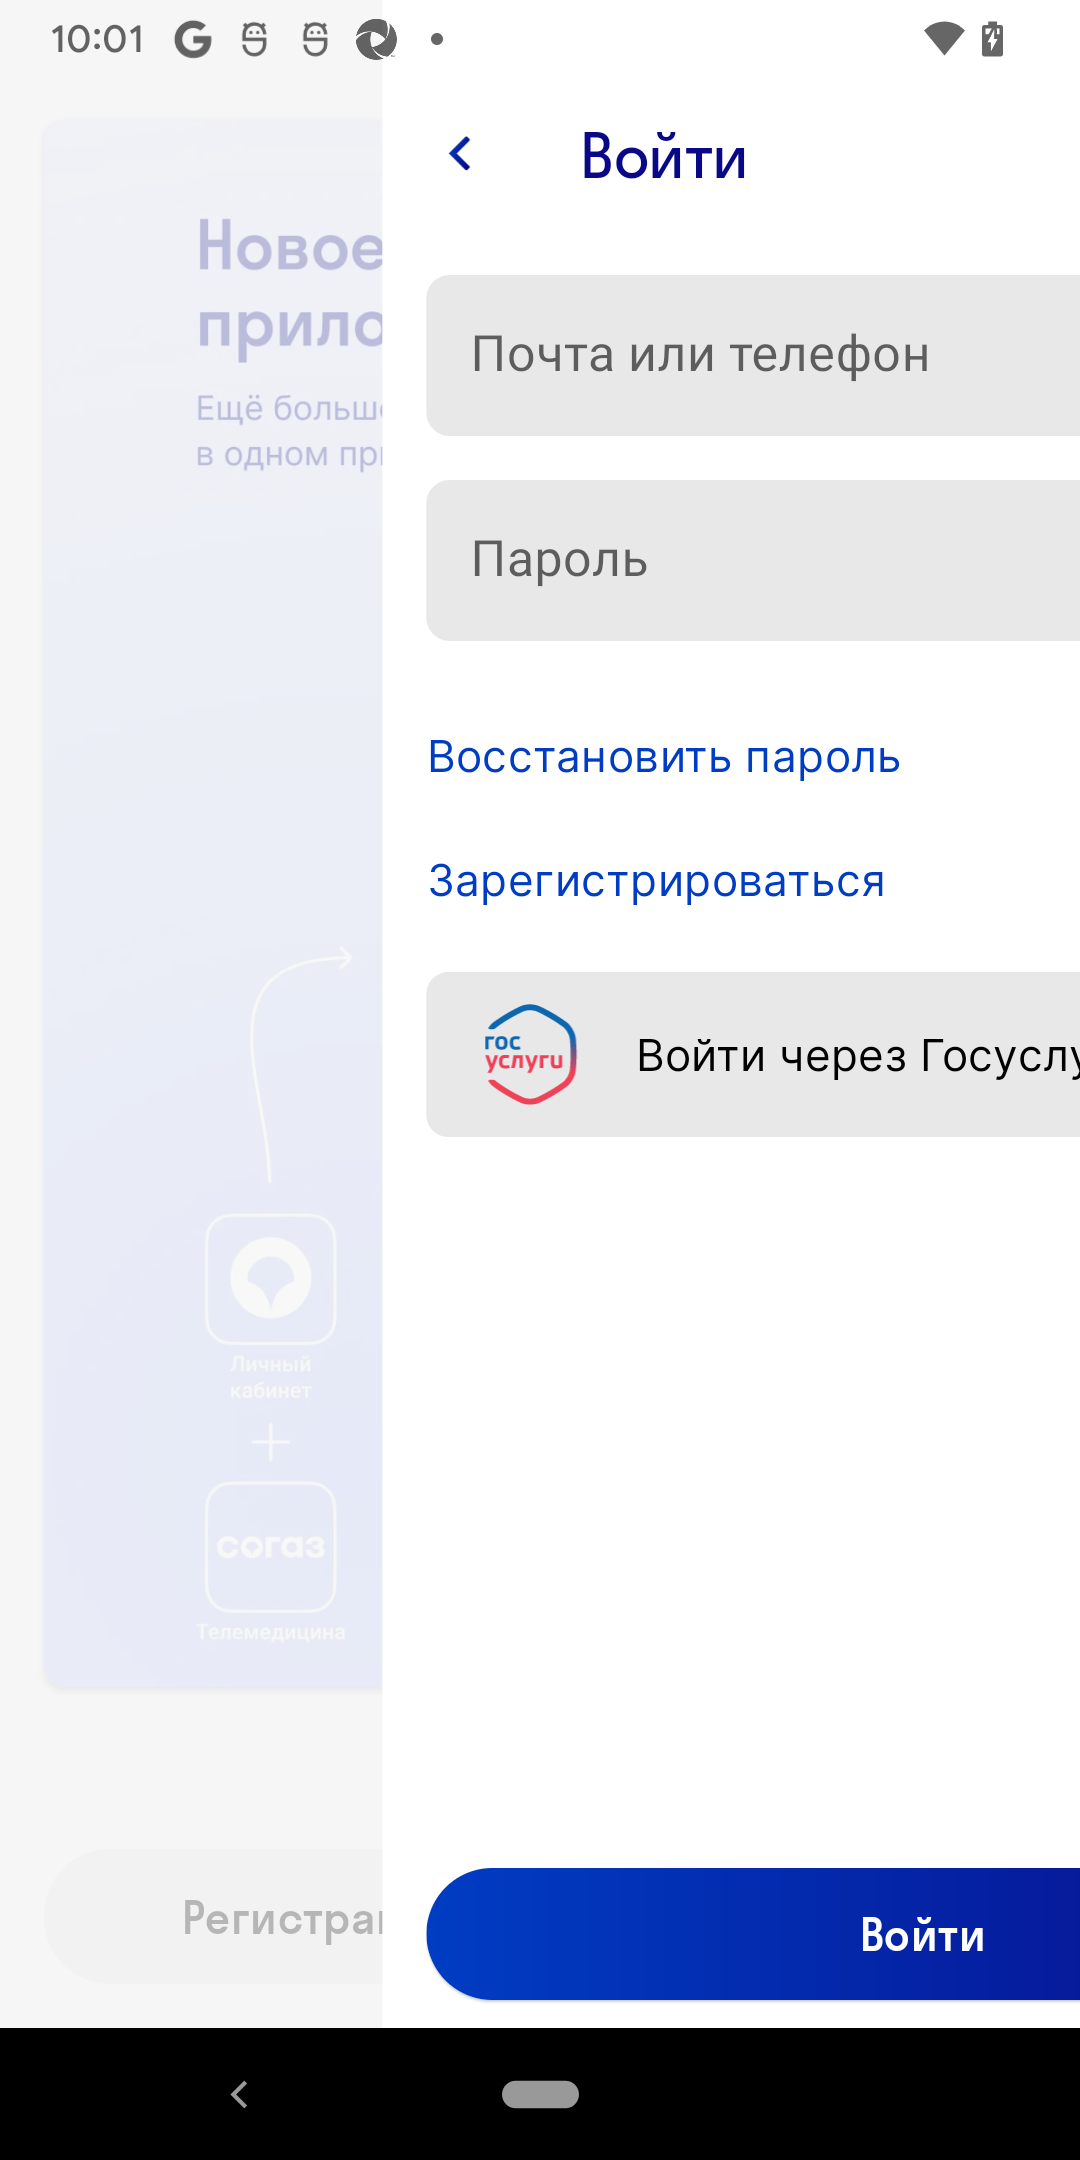 10:01
Войти
Новое
прило
Ещё больш
в одном пр
Почта или телефон
Пароль
Восстановить пароль
Зарегистрироваться
гос
услуги
Войти через Госуслу
Личный
кабинет
согаз
Телемедицина
Регистра
Войти